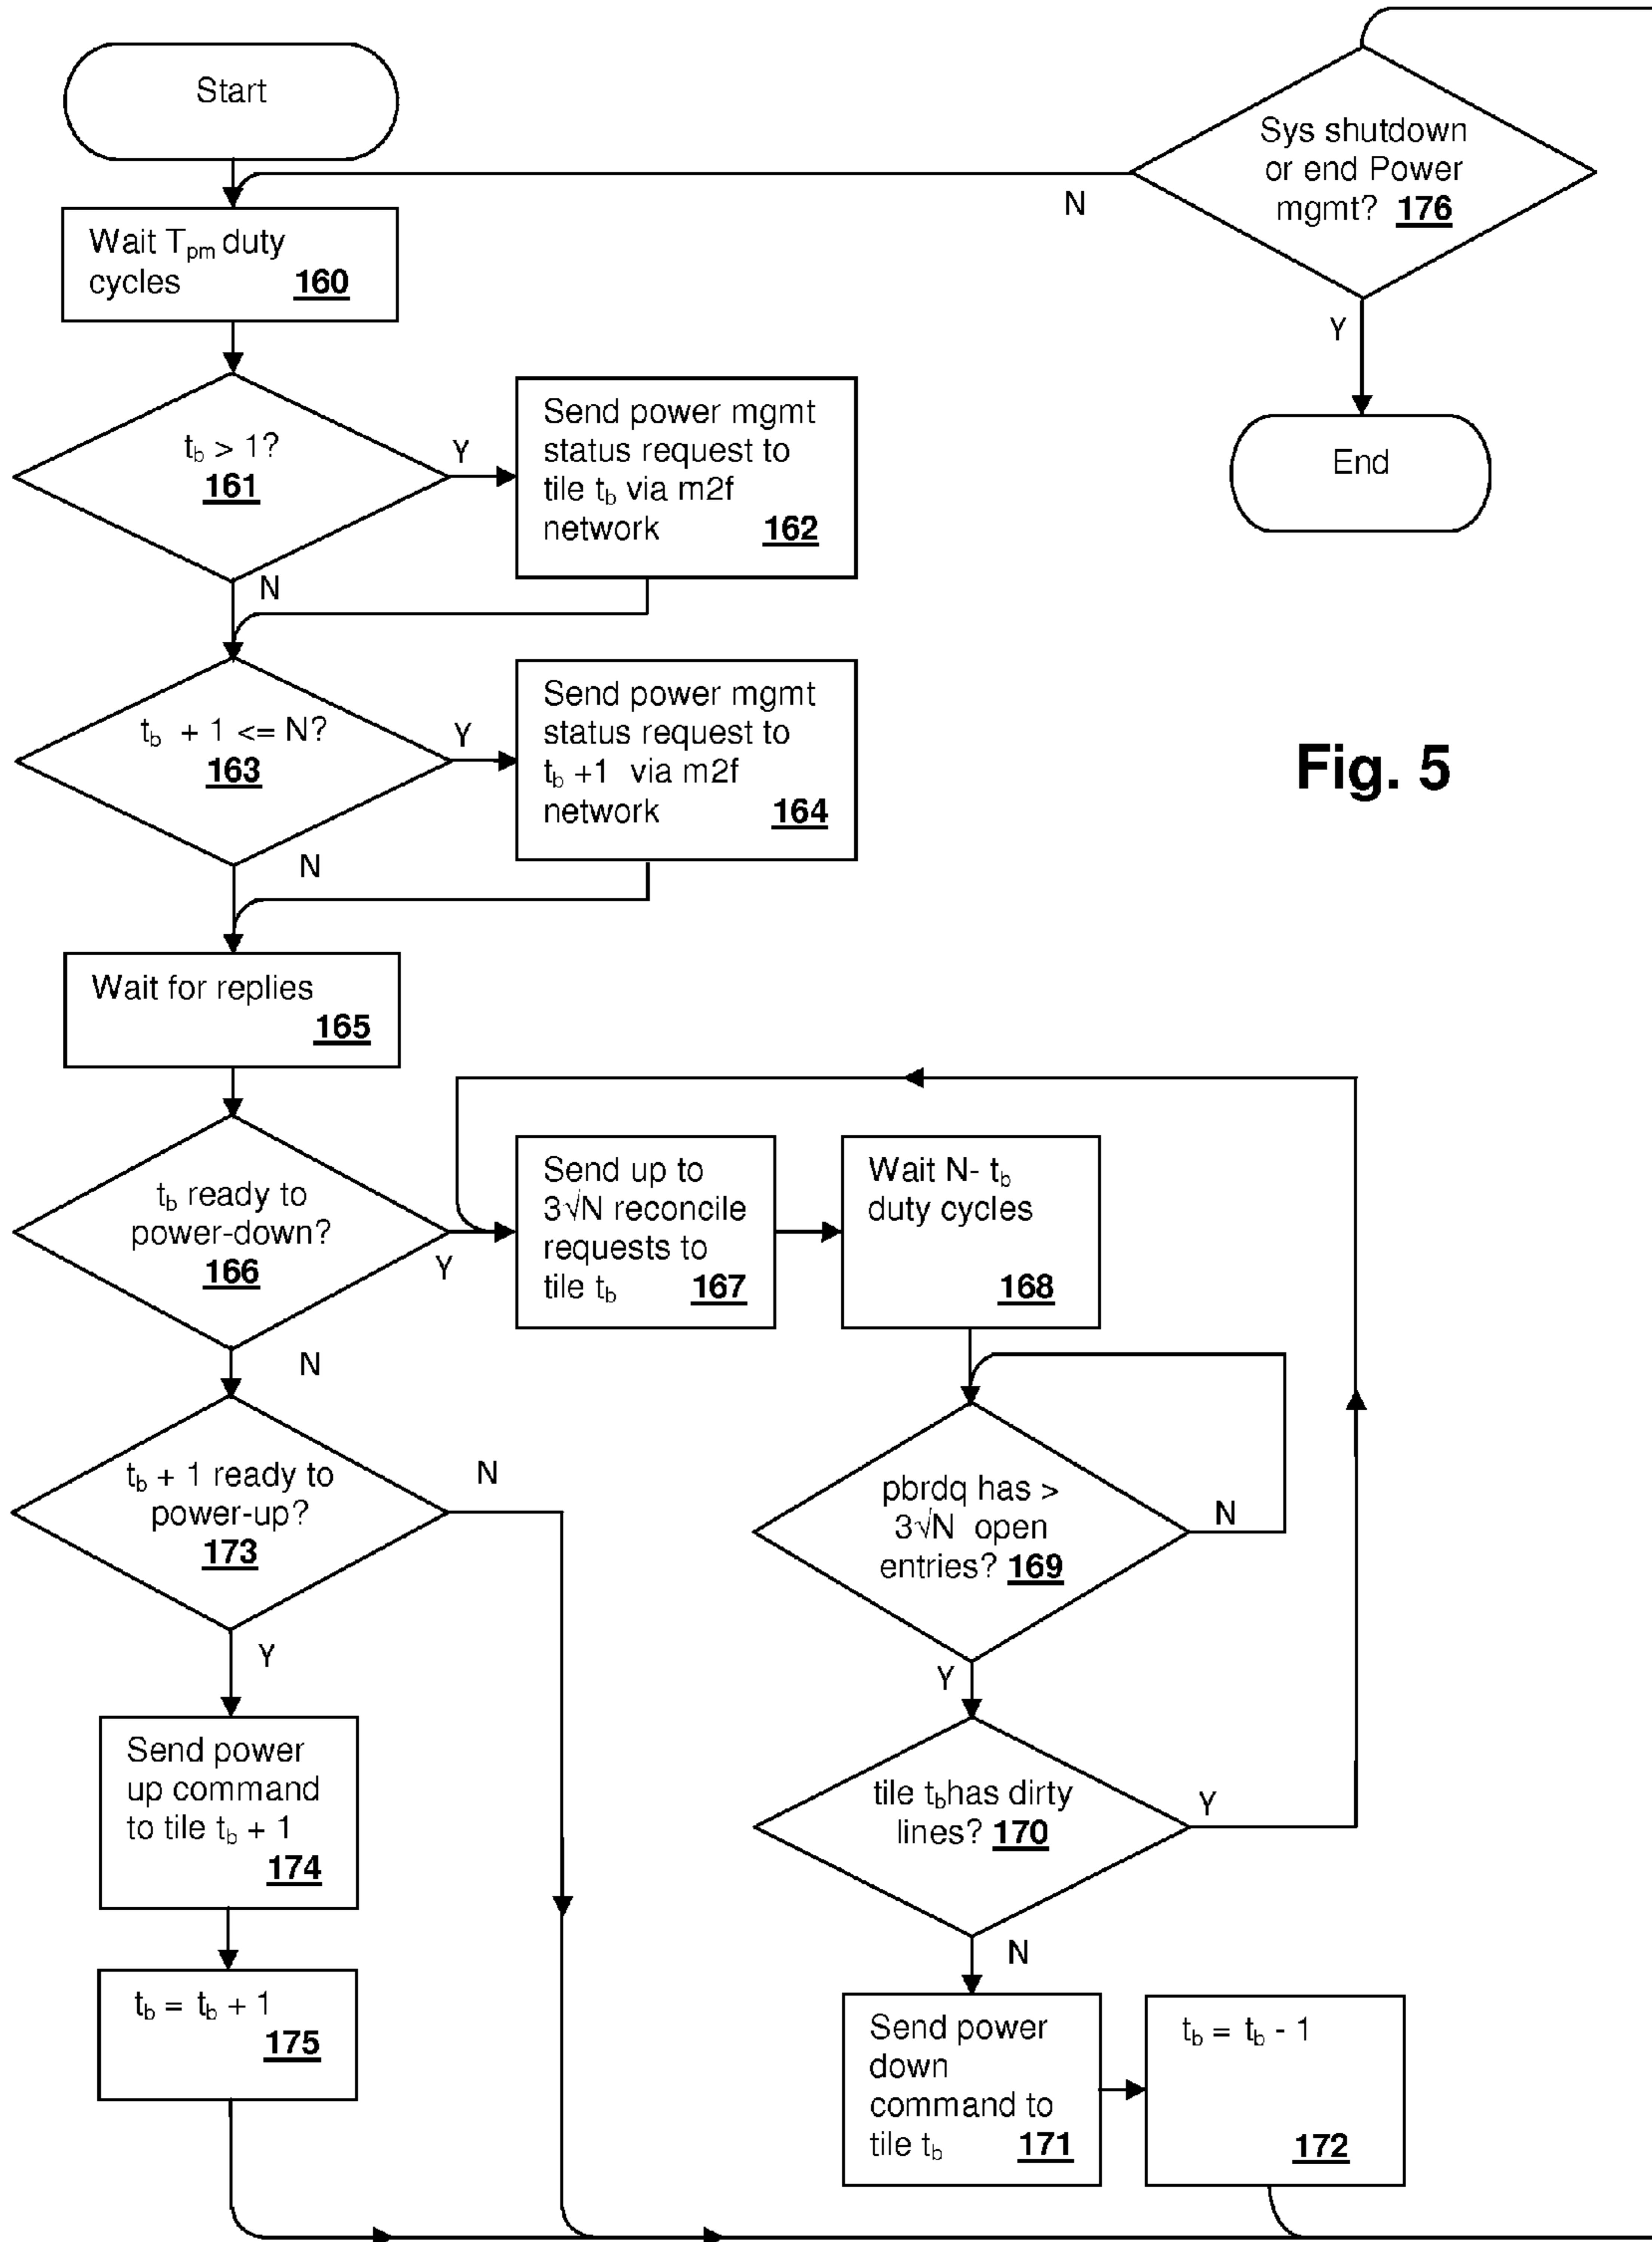 Start
Wait Tpm duty
cycles 160
tb > 1?
161
Y
N
Send power mgmt
status request to
tile tb via m2f
network 162
tb + 1 <= N?
163
Y
N
Send power mgmt
status request to
tb +1 via m2f
network 164
Wait for replies
165
tb ready to
power-down?
166
Y
N
Send up to
3√N reconcile
requests to
tile tb 167
Wait N- tb
duty cycles
168
pbrdq has >
3√N open
entries? 169
N
Y
tile tbhas dirty
lines? 170
Y
N
Send power
down
command to
tile tb 171
tb = tb - 1
172
tb + 1 ready to
power-up?
173
N
Y
Send power
up command
to tile tb + 1
174
tb = tb + 1
175
Sys shutdown
or end Power
mgmt? 176
N
Y
End
Fig. 5